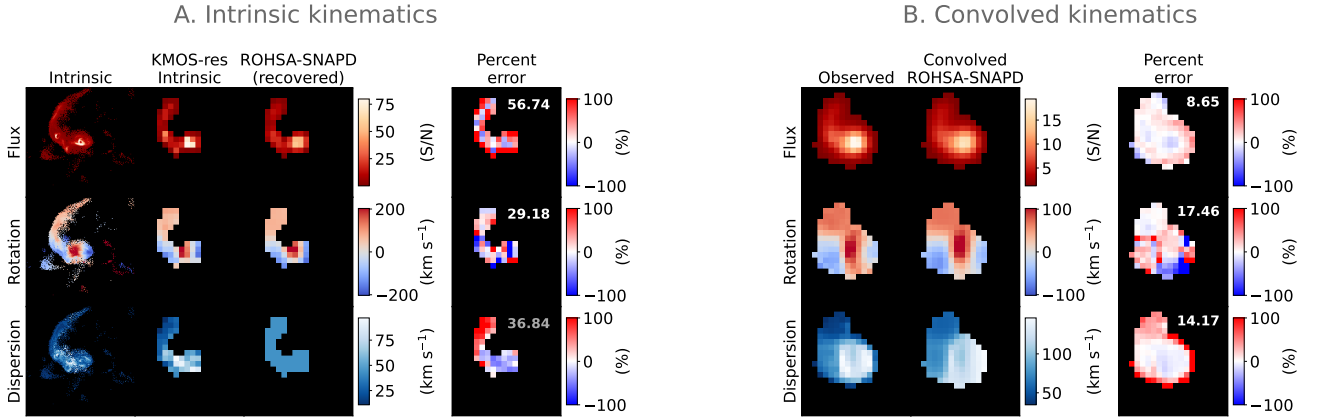 A. Intrinsic kinematics
Intrinsic
KMOS-res
Intrinsic
ROHSA-SNAPD
(recovered)
Percent
error
Flux
56.74
75
50
25
(S/N)
100
0
−100
(%)
Rotation
29.18
200
0
−200
(km s⁻¹)
100
0
−100
(%)
Dispersion
36.84
75
50
25
(km s⁻¹)
100
0
−100
(%)
B. Convolved kinematics
Observed
Convolved
ROHSA-SNAPD
Percent
error
Flux
8.65
15
10
5
(S/N)
100
0
−100
(%)
Rotation
17.46
100
0
−100
(km s⁻¹)
100
0
−100
(%)
Dispersion
14.17
100
50
(km s⁻¹)
100
0
−100
(%)